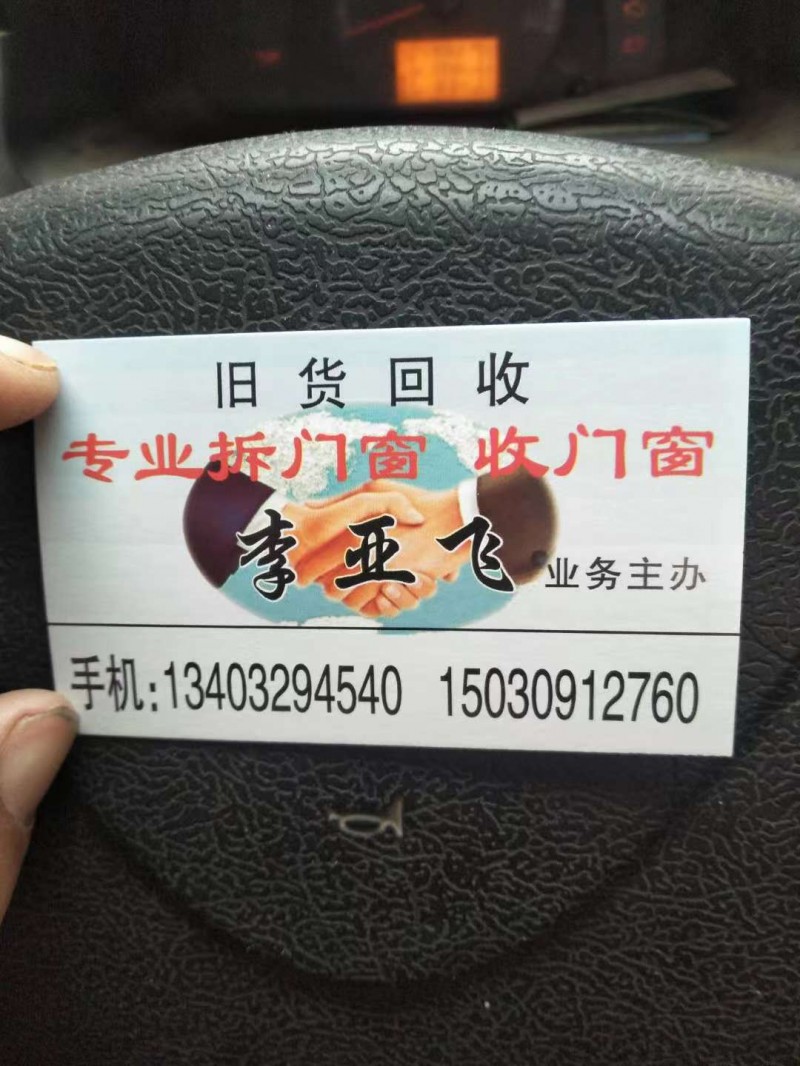 旧货回收
专业拆门窗 收门窗
李亚飞 业务主办
手机:13403294540 15030912760